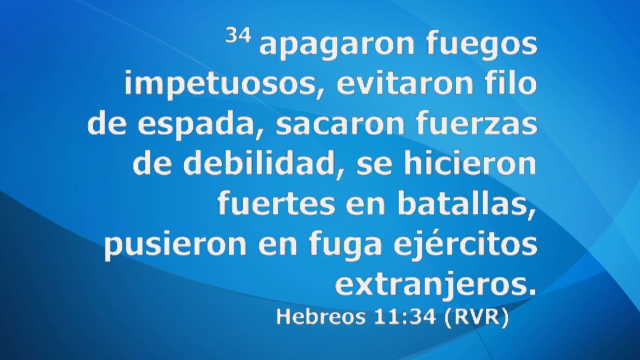 34 apagaron fuegos
impetuosos, evitaron filo
de espada, sacaron fuerzas
de debilidad, se hicieron
fuertes en batallas,
pusieron en fuga ejércitos
extranjeros.
Hebreos 11:34 (RVR)